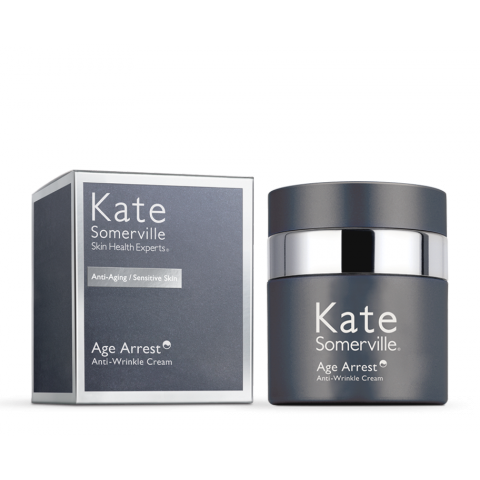 Kate
Somerville
Skin Health Experts®
Anti-Aging / Sensitive Skin
Age Arrest
Anti-Wrinkle Cream
Kate
Somerville®
Age Arrest
Anti-Wrinkle Cream